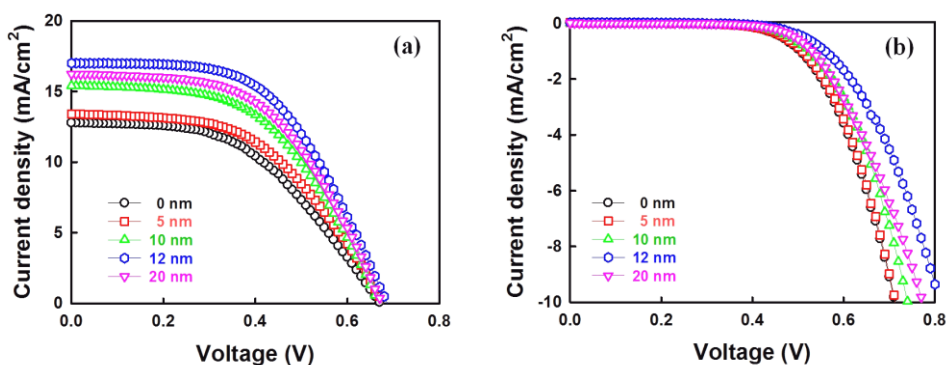 20
15
10
5
0
Current density (mA/cm²)
(a)
0 nm
5 nm
10 nm
12 nm
20 nm
0.0 0.2 0.4 0.6 0.8
Voltage (V)
0
-2
-4
-6
-8
-10
Current density (mA/cm²)
(b)
0 nm
5 nm
10 nm
12 nm
20 nm
0.0 0.2 0.4 0.6 0.8
Voltage (V)